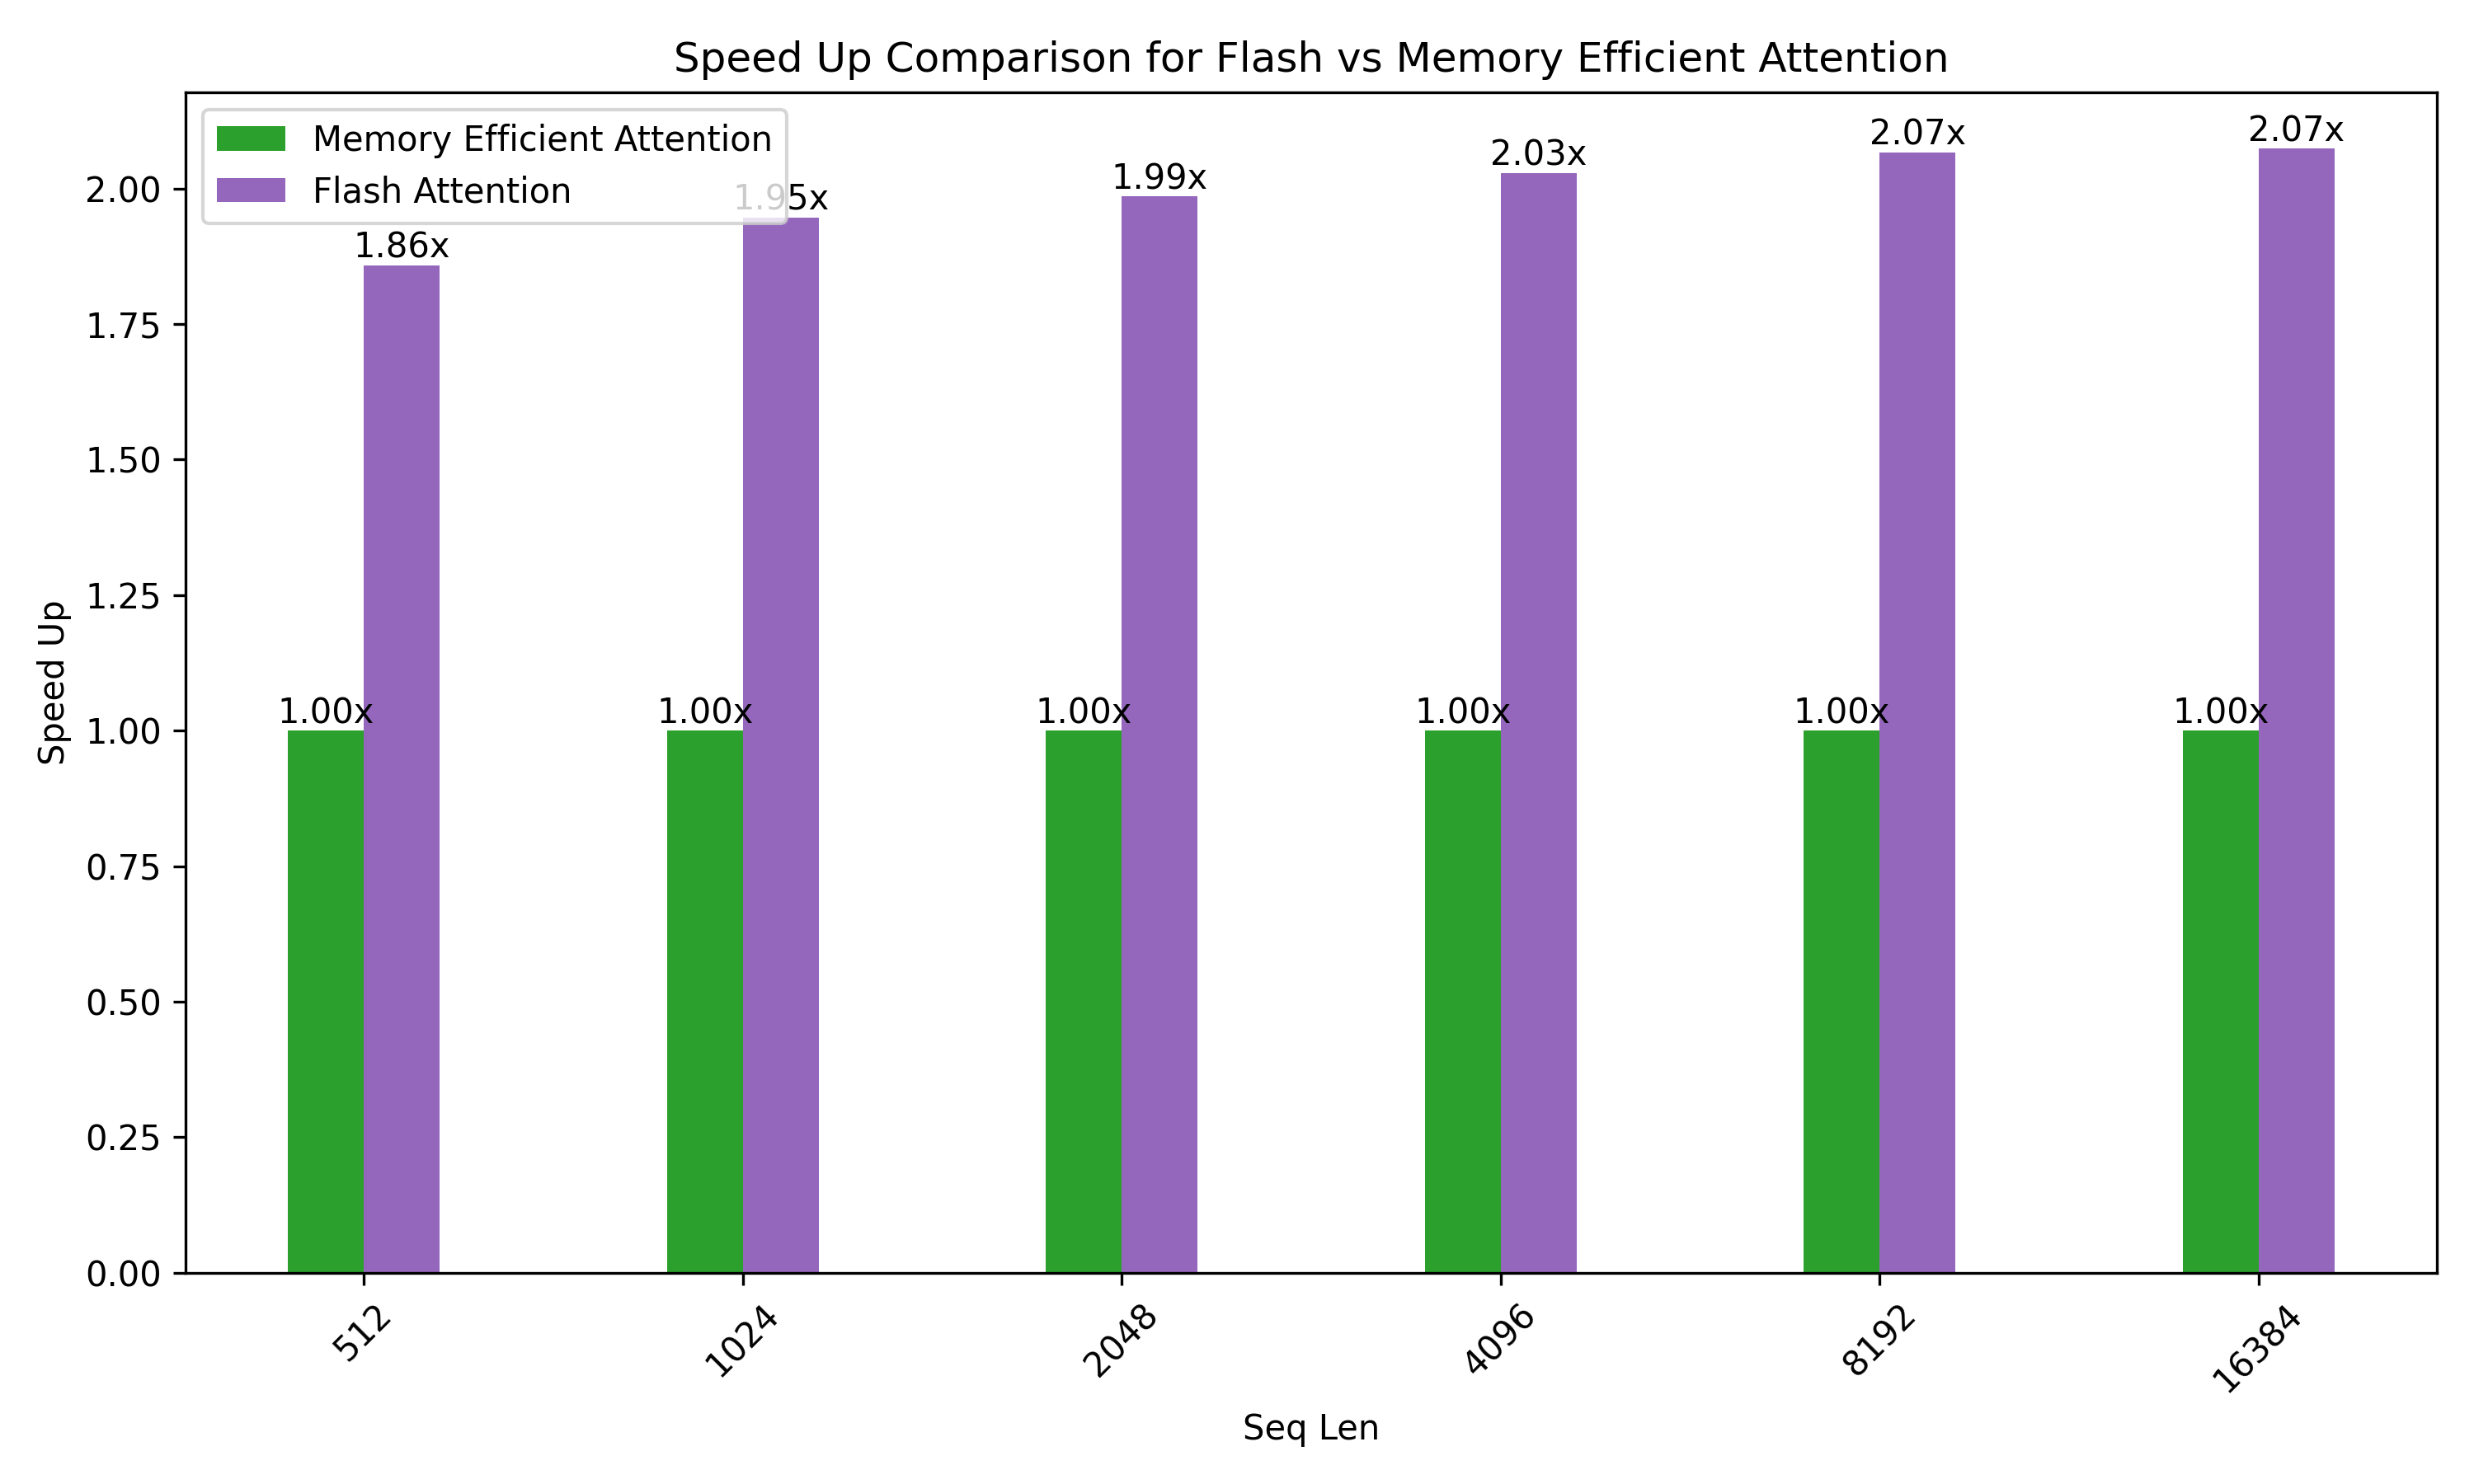 Speed Up Comparison for Flash vs Memory Efficient Attention
Memory Efficient Attention
Flash Attention
1.86x
1.95x
1.99x
2.03x
2.07x
2.07x
1.00x
1.00x
1.00x
1.00x
1.00x
1.00x
2.00
1.75
1.50
1.25
1.00
0.75
0.50
0.25
0.00
Speed Up
512
1024
2048
4096
8192
16384
Seq Len